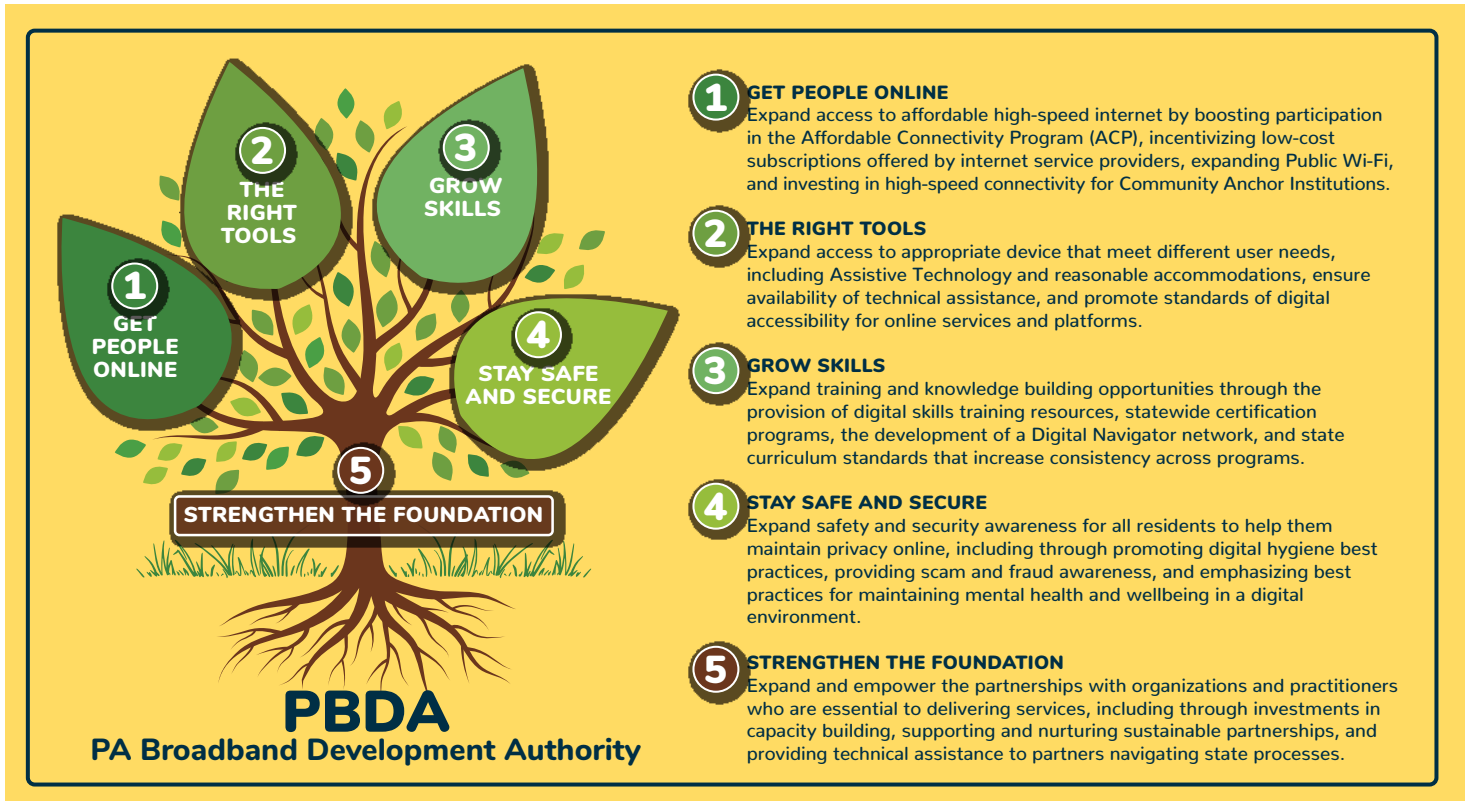 1
GET
PEOPLE
ONLINE
2
THE
RIGHT
TOOLS
3
GROW
SKILLS
4
STAY SAFE
AND SECURE
5
STRENGTHEN THE FOUNDATION
PBDA
PA Broadband Development Authority
1 GET PEOPLE ONLINE
Expand access to affordable high-speed internet by boosting participation
in the Affordable Connectivity Program (ACP), incentivizing low-cost
subscriptions offered by internet service providers, expanding Public Wi-Fi,
and investing in high-speed connectivity for Community Anchor Institutions.
2 THE RIGHT TOOLS
Expand access to appropriate device that meet different user needs,
including Assistive Technology and reasonable accommodations, ensure
availability of technical assistance, and promote standards of digital
accessibility for online services and platforms.
3 GROW SKILLS
Expand training and knowledge building opportunities through the
provision of digital skills training resources, statewide certification
programs, the development of a Digital Navigator network, and state
curriculum standards that increase consistency across programs.
4 STAY SAFE AND SECURE
Expand safety and security awareness for all residents to help them
maintain privacy online, including through promoting digital hygiene best
practices, providing scam and fraud awareness, and emphasizing best
practices for maintaining mental health and wellbeing in a digital
environment.
5 STRENGTHEN THE FOUNDATION
Expand and empower the partnerships with organizations and practitioners
who are essential to delivering services, including through investments in
capacity building, supporting and nurturing sustainable partnerships, and
providing technical assistance to partners navigating state processes.